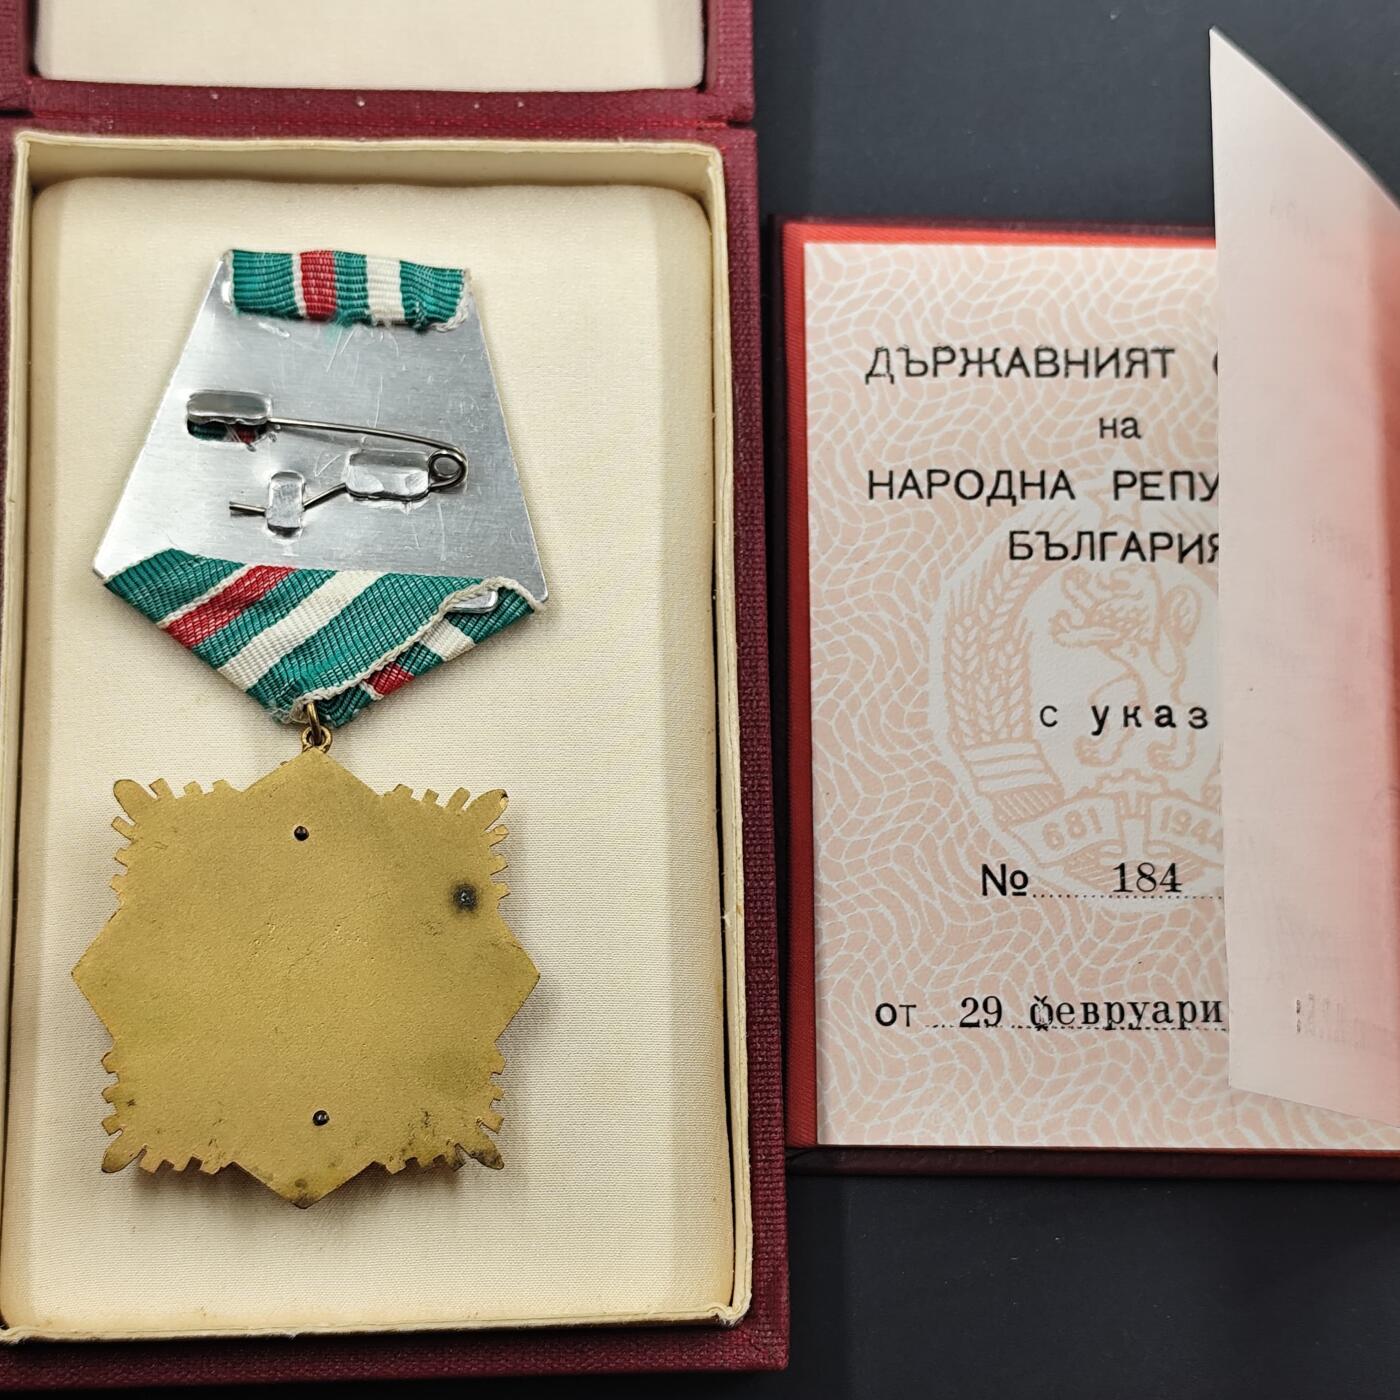 ДЪРЖАВНИЯТ
на
НАРОДНА РЕПУ
БЪЛГАРИЯ
с указ
681 1944
№ 184
от 29 февруари